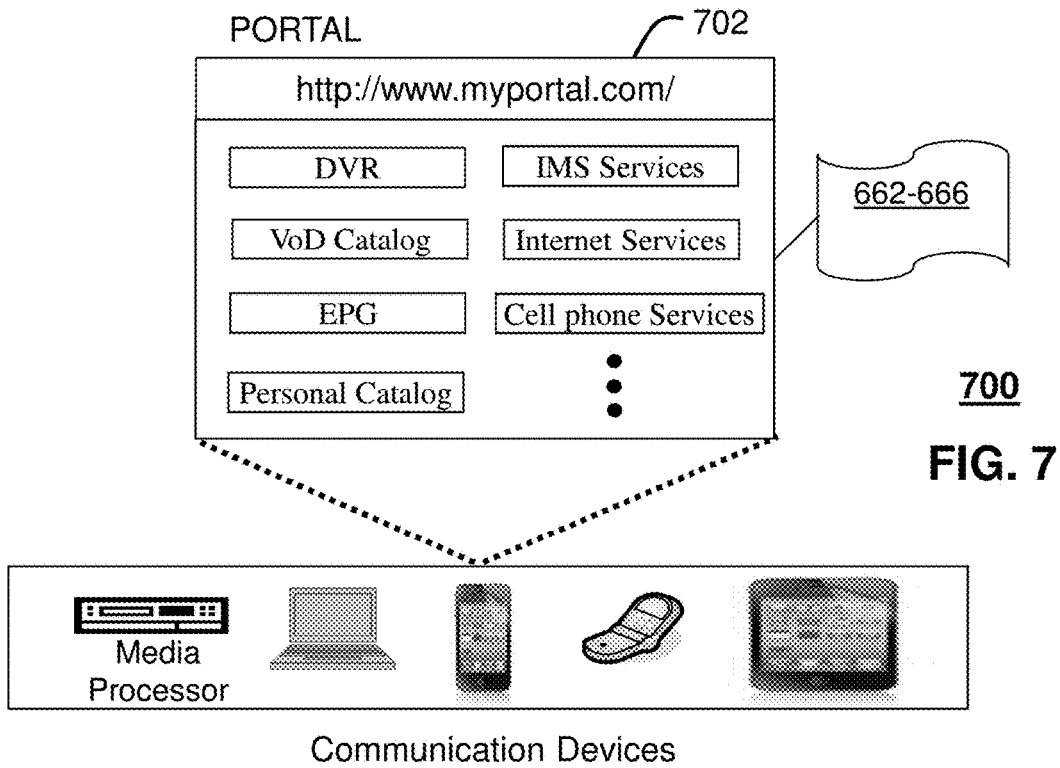 PORTAL
702
http://www.myportal.com/
DVR
IMS Services
VoD Catalog
Internet Services
EPG
Cell phone Services
Personal Catalog
662-666
700
FIG. 7
Media
Processor
Communication Devices